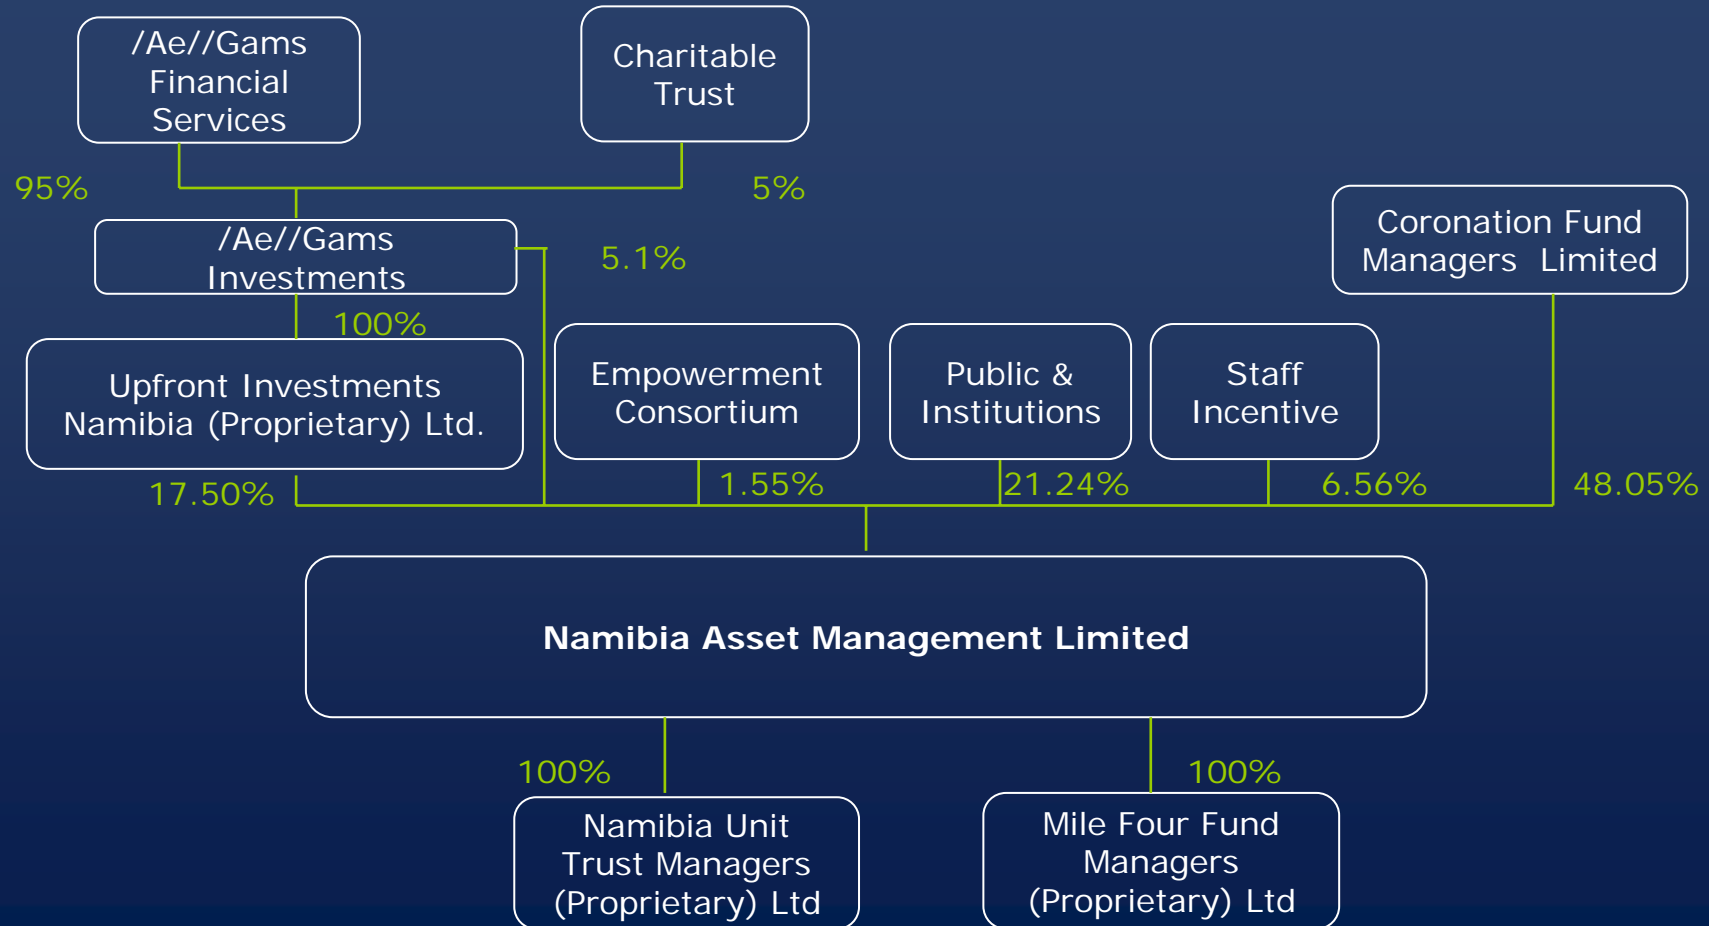 /Ae//Gams
Financial
Services
Charitable
Trust
95%
5%
/Ae//Gams
Investments
5.1%
Coronation Fund
Managers Limited
100%
Upfront Investments
Namibia (Proprietary) Ltd.
Empowerment
Consortium
Public &
Institutions
Staff
Incentive
17.50%
1.55%
21.24%
6.56%
48.05%
Namibia Asset Management Limited
100%
100%
Namibia Unit
Trust Managers
(Proprietary) Ltd
Mile Four Fund
Managers
(Proprietary) Ltd